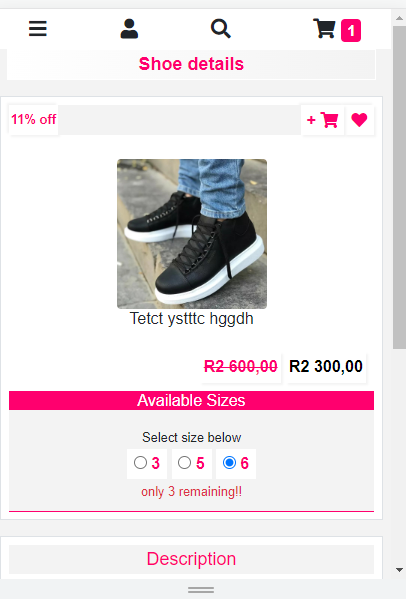 1
Shoe details
11% off
+
Tetct ystttc hggdh
R2 600,00 R2 300,00
Available Sizes
Select size below
3 5 6
only 3 remaining!!
Description